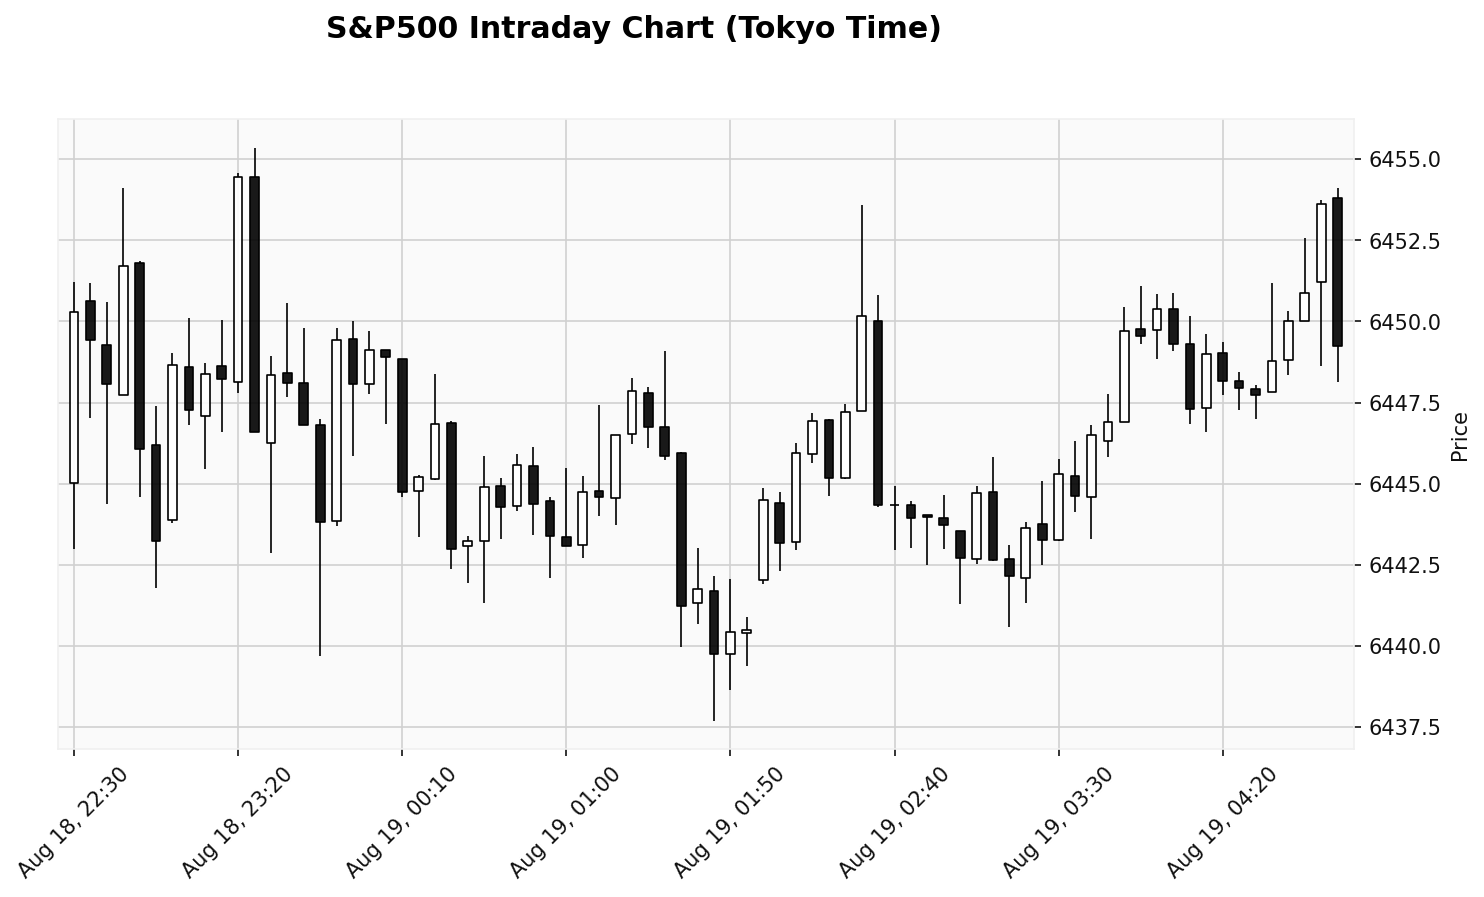 S&P500 Intraday Chart (Tokyo Time)
6455.0
6452.5
6450.0
6447.5
6445.0
6442.5
6440.0
6437.5
Price
Aug 18, 22:30
Aug 18, 23:20
Aug 19, 00:10
Aug 19, 01:00
Aug 19, 01:50
Aug 19, 02:40
Aug 19, 03:30
Aug 19, 04:20